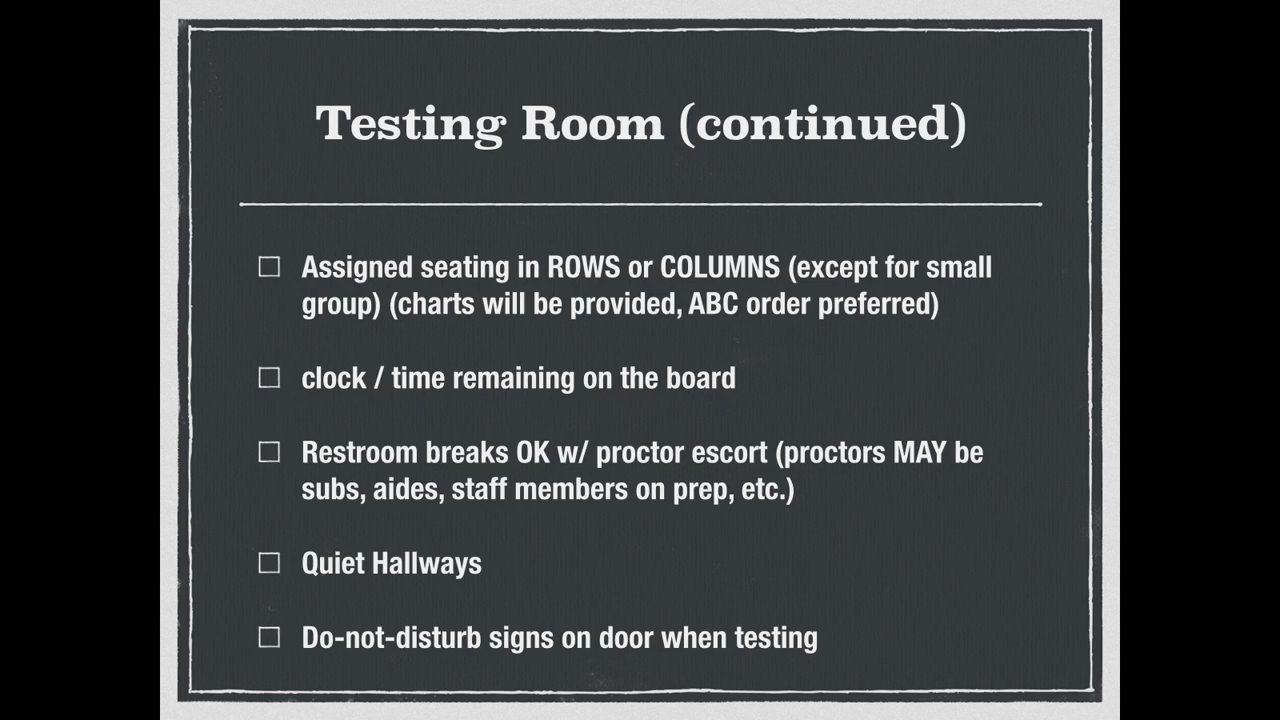 Testing Room (continued)
Assigned seating in ROWS or COLUMNS (except for small
group) (charts will be provided, ABC order preferred)
clock / time remaining on the board
Restroom breaks OK w/ proctor escort (proctors MAY be
subs, aides, staff members on prep, etc.)
Quiet Hallways
Do-not-disturb signs on door when testing